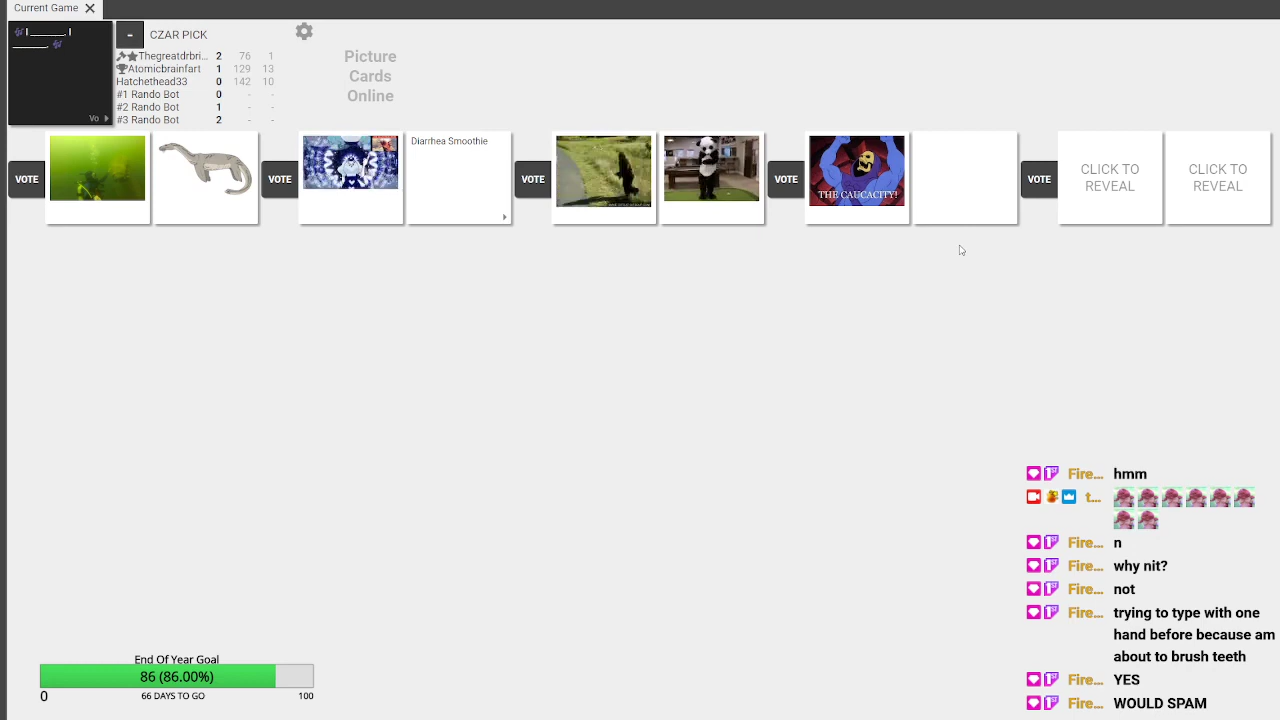 Current Game
I ______ I
______
Vo
- CZAR PICK
Thegreatdrbri... 2 76 1
Atomicbrainfart 1 129 13
Hatchethead33 0 142 10
#1 Rando Bot 0 - -
#2 Rando Bot 1 - -
#3 Rando Bot 2 - -
Picture
Cards
Online
VOTE
VOTE
Diarrhea Smoothie
VOTE
VOTE
THE CAUCACITY!
VOTE
CLICK TO
REVEAL
CLICK TO
REVEAL
Fire... hmm
t...
Fire... n
Fire... why nit?
Fire... not
Fire... trying to type with one
hand before because am
about to brush teeth
Fire... YES
Fire... WOULD SPAM
End Of Year Goal
86 (86.00%)
0 66 DAYS TO GO 100